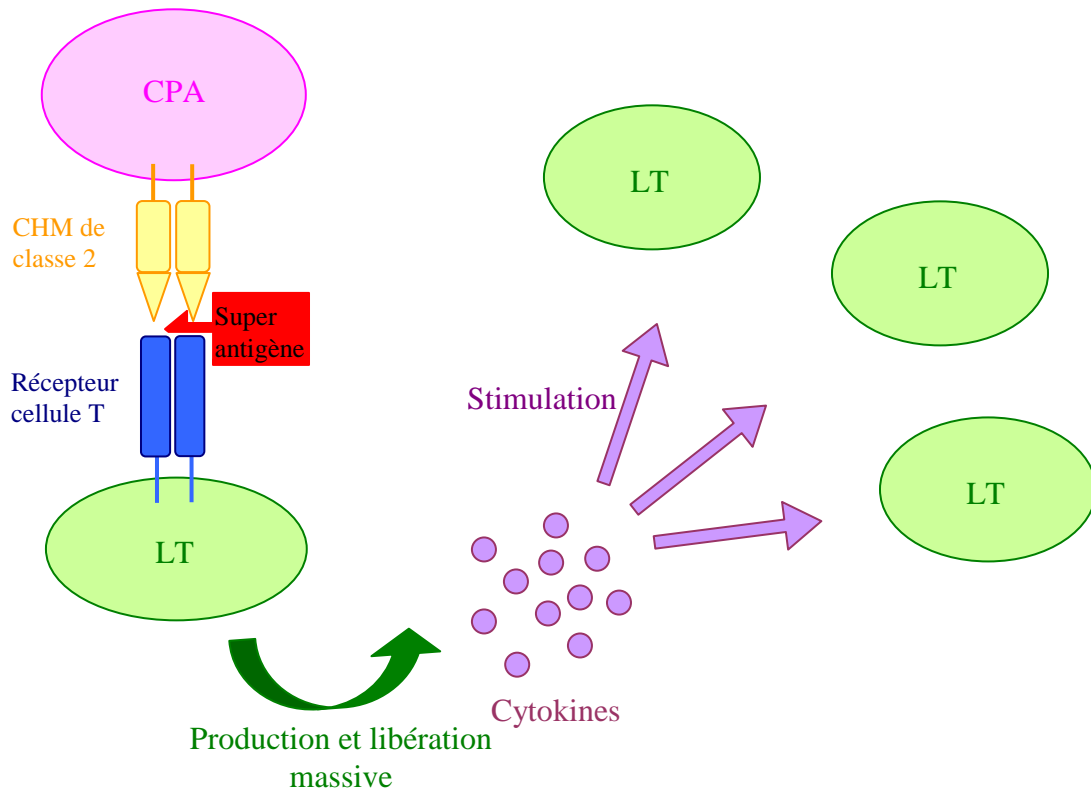 CPA
CHM de
classe 2
Super
antigène
Récepteur
cellule T
LT
Production et libération
massive
Cytokines
Stimulation
LT
LT
LT